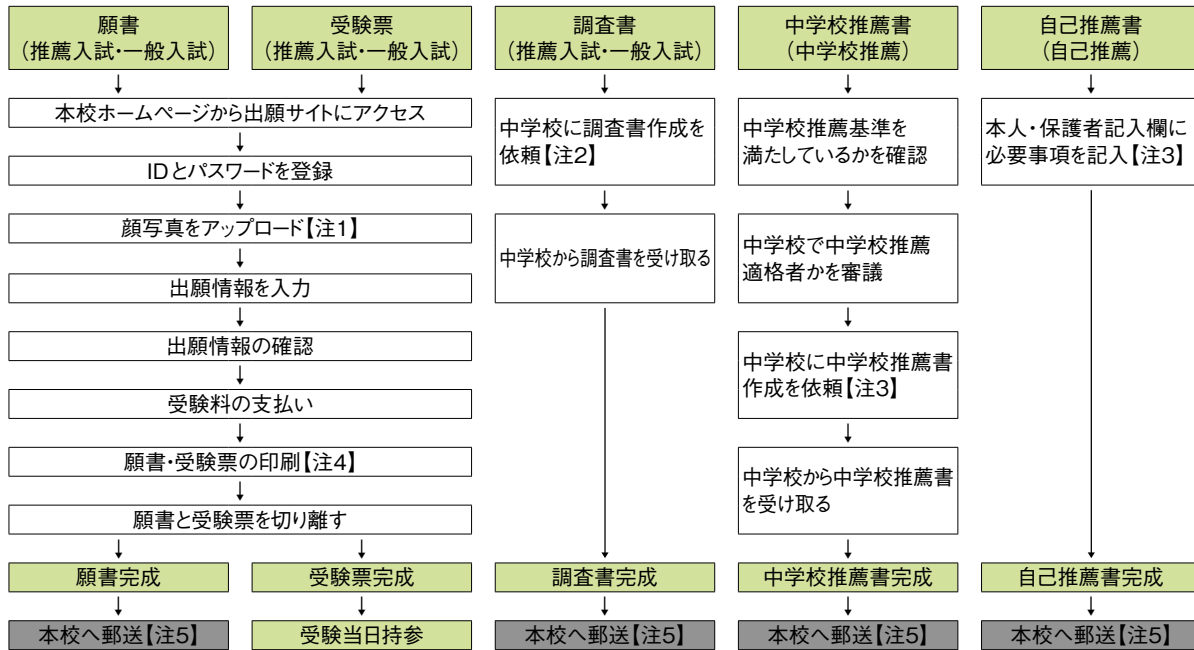 願書
（推薦入試・一般入試）
受験票
（推薦入試・一般入試）
調査書
（推薦入試・一般入試）
中学校推薦書
（中学校推薦）
自己推薦書
（自己推薦）
本校ホームページから出願サイトにアクセス
IDとパスワードを登録
顔写真をアップロード【注1】
出願情報を入力
出願情報の確認
受験料の支払い
願書・受験票の印刷【注4】
願書と受験票を切り離す
願書完成
本校へ郵送【注5】
受験票完成
受験当日持参
中学校に調査書作成を
依頼【注2】
中学校から調査書を受け取る
調査書完成
本校へ郵送【注5】
中学校推薦基準を
満たしているかを確認
中学校で中学校推薦
適格者かを審議
中学校に中学校推薦書
作成を依頼【注3】
中学校から中学校推薦書
を受け取る
中学校推薦書完成
本校へ郵送【注5】
本人・保護者記入欄に
必要事項を記入【注3】
自己推薦書完成
本校へ郵送【注5】